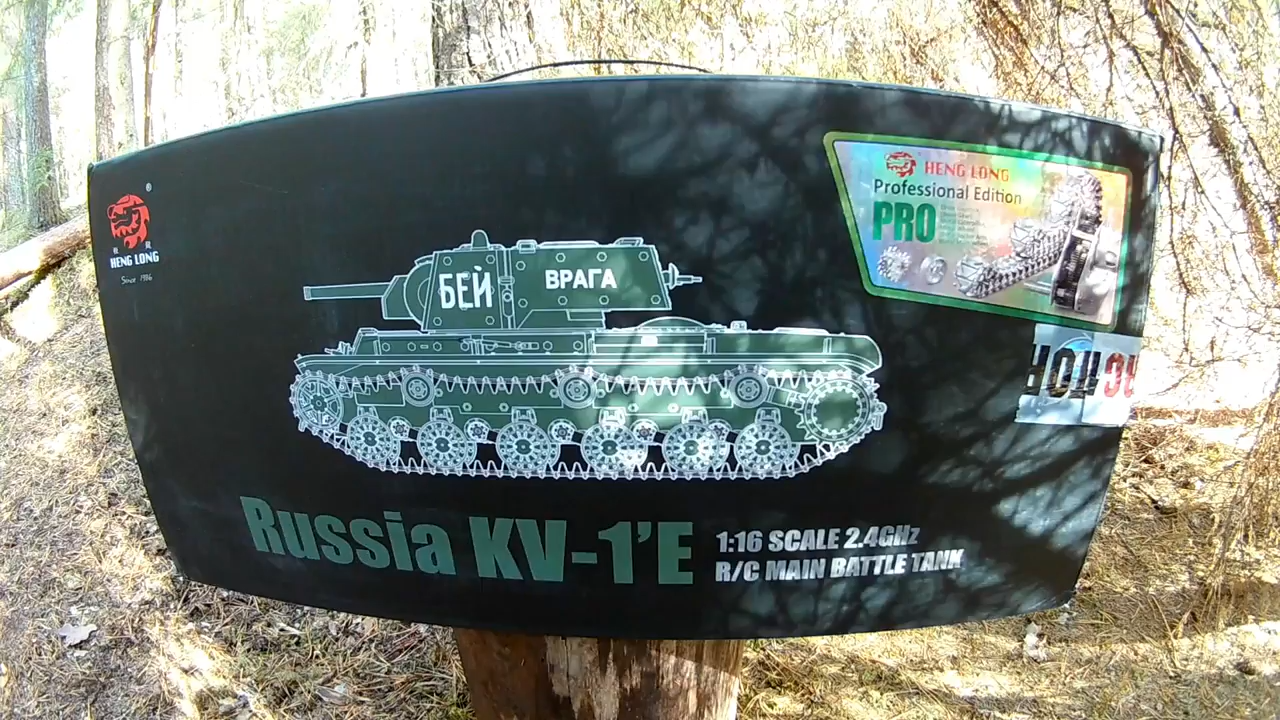 ®
HENG LONG
Since 1986
HENG LONG
Professional Edition
PRO
БЕЙ ВРАГА
Russia KV-1'E
1:16 SCALE 2.4GHz
R/C MAIN BATTLE TANK